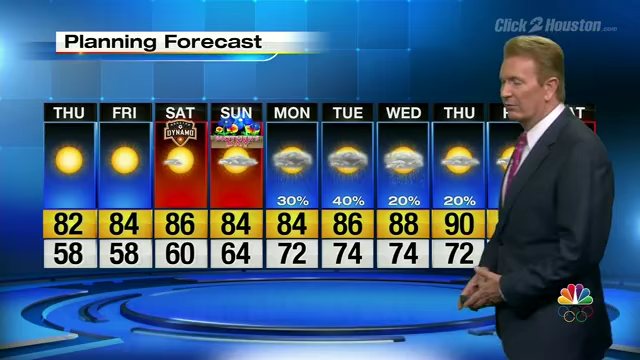 Click2Houston.com
Planning Forecast
THU FRI SAT SUN MON TUE WED THU
DYNAMO
30% 40% 20% 20%
82 84 86 84 84 86 88 90
58 58 60 64 72 74 74 72